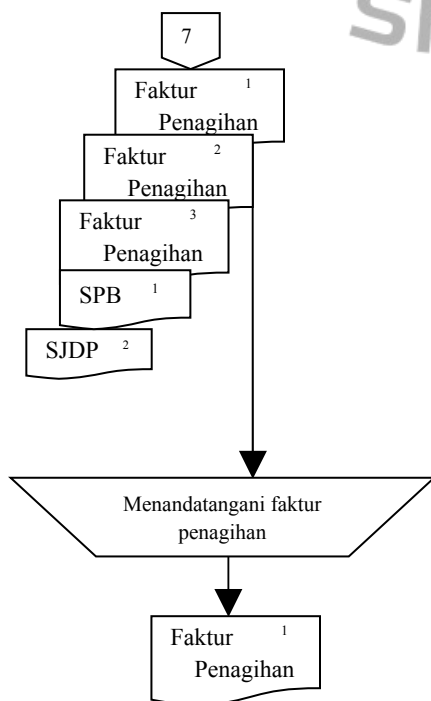 7
Faktur 1
Penagihan
Faktur 2
Penagihan
Faktur 3
Penagihan
SPB 1
SJDP 2
Menandatangani faktur
penagihan
Faktur 1
Penagihan